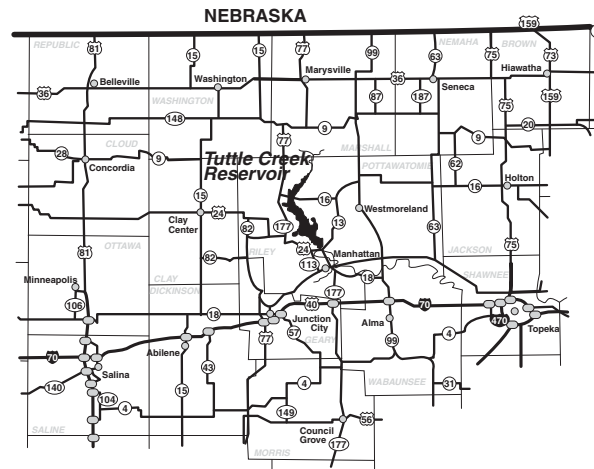 NEBRASKA
159
REPUBLIC
81
15
15
77
99
63
NEMAHA
75
BROWN
73
Belleville
Washington
Marysville
36
Seneca
Hiawatha
36
WASHINGTON
87
187
75
159
148
9
20
CLOUD
77
MARSHALL
9
28
9
Tuttle Creek
Reservoir
POTTAWATOMIE
62
Concordia
16
Holton
15
16
Clay
Center
24
177
13
Westmoreland
82
63
81
OTTAWA
RILEY
24
JACKSON
75
82
113
Manhattan
Minneapolis
CLAY
18
SHAWNEE
DICKINSON
177
106
18
40
70
Junction
City
Alma
470
Topeka
77
57
GEARY
4
70
Abilene
99
Salina
43
140
15
4
WABAUNSEE
31
104
4
149
56
SALINE
Council
Grove
177
MORRIS